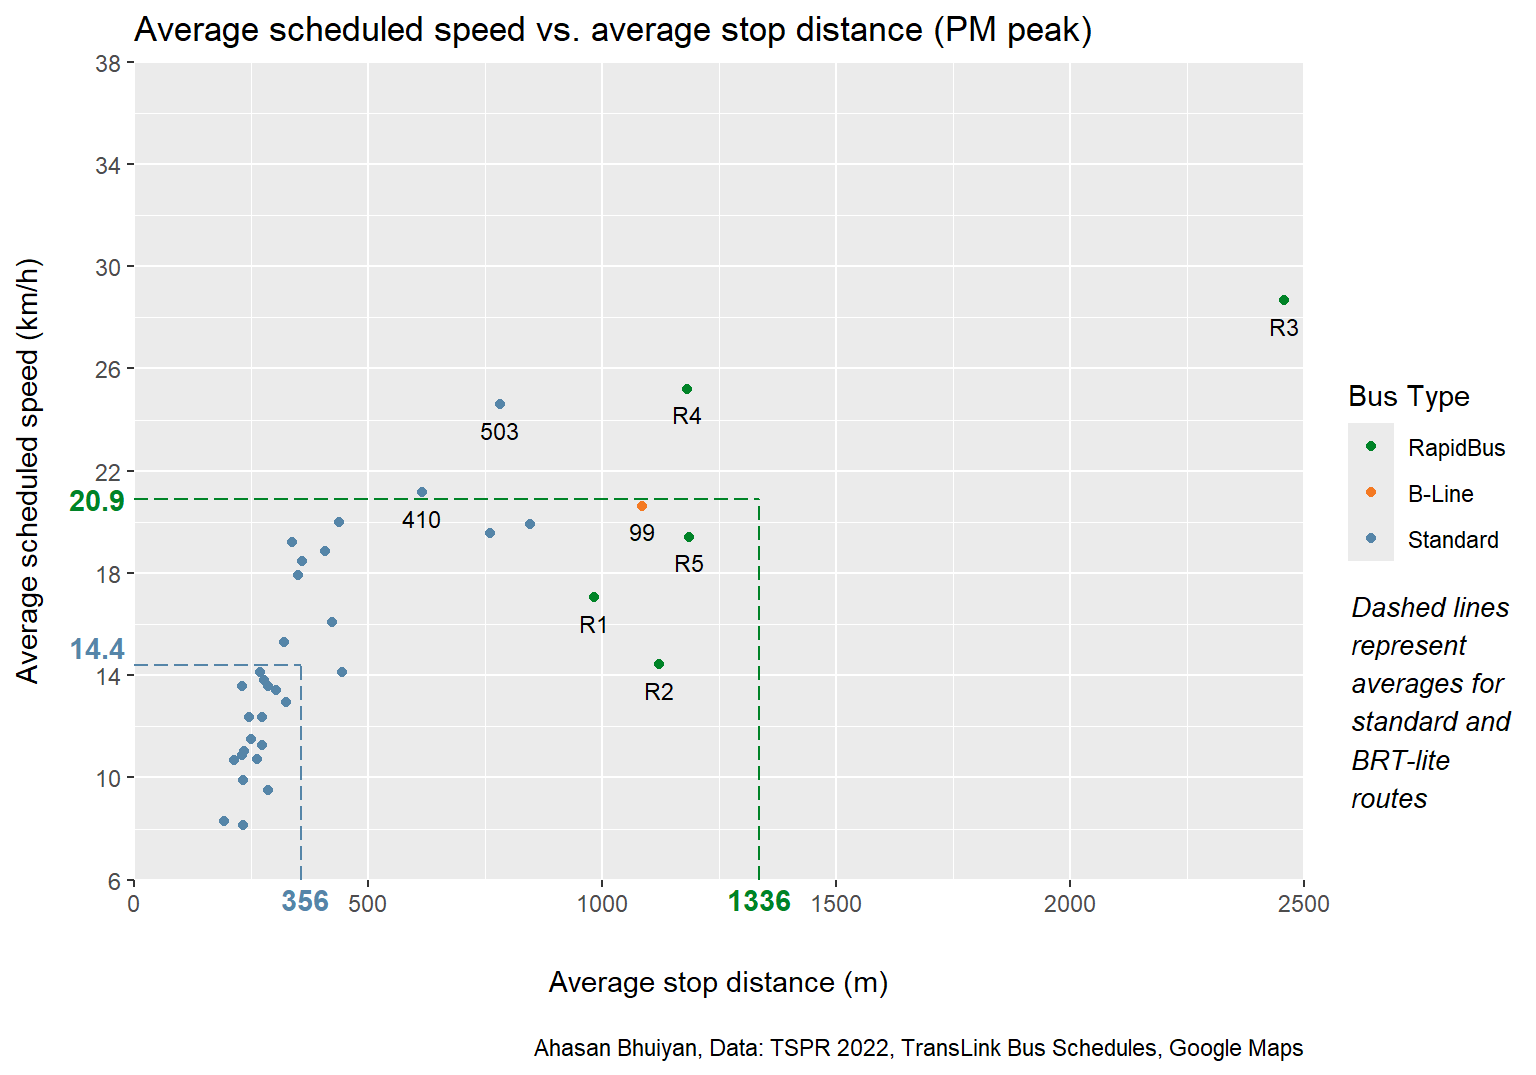 Average scheduled speed vs. average stop distance (PM peak)
Average scheduled speed (km/h)
38
34
30
26
22
20.9
18
14.4
14
10
6
R3
R4
503
410
99
R5
R1
R2
0
356
500
1000
1336
1500
2000
2500
Average stop distance (m)
Bus Type
RapidBus
B-Line
Standard
Dashed lines
represent
averages for
standard and
BRT-lite
routes
Ahasan Bhuiyan, Data: TSPR 2022, TransLink Bus Schedules, Google Maps